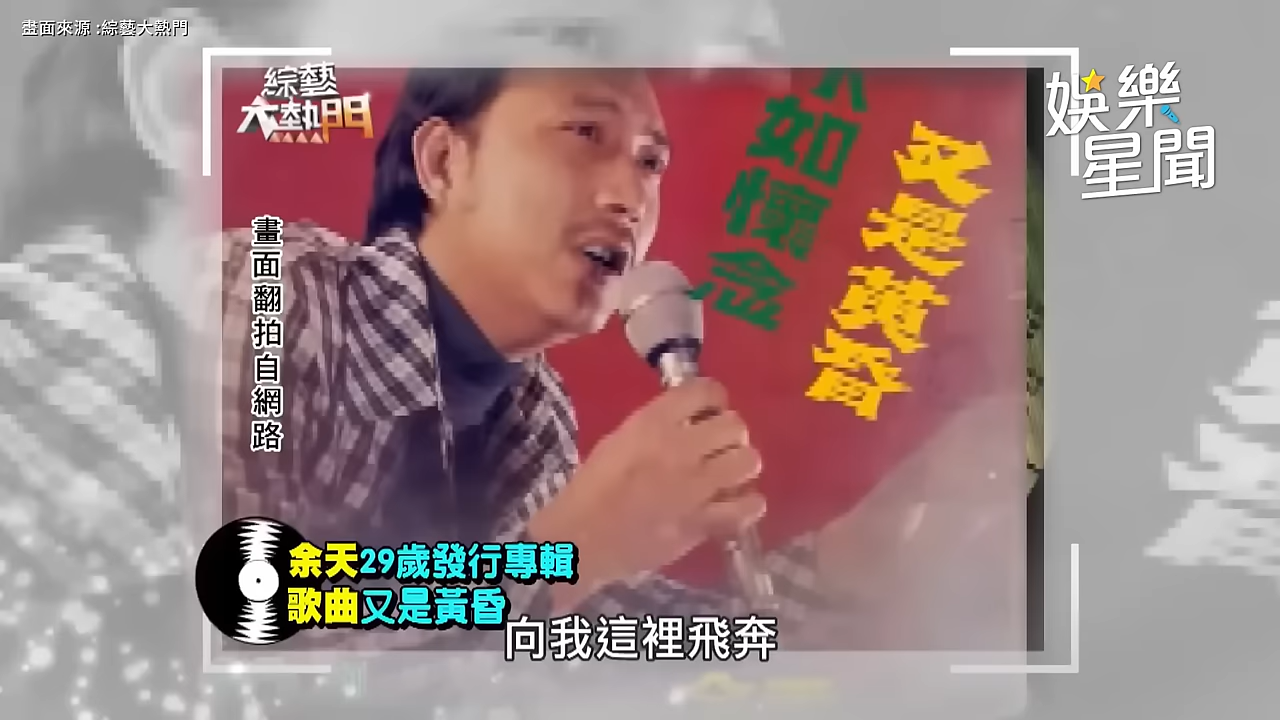 畫面來源 :綜藝大熱門
綜藝
大熱門
娛樂
星聞
畫面翻拍自網路
又是黃昏
如懷念
余天29歲發行專輯
歌曲又是黃昏
向我這裡飛奔